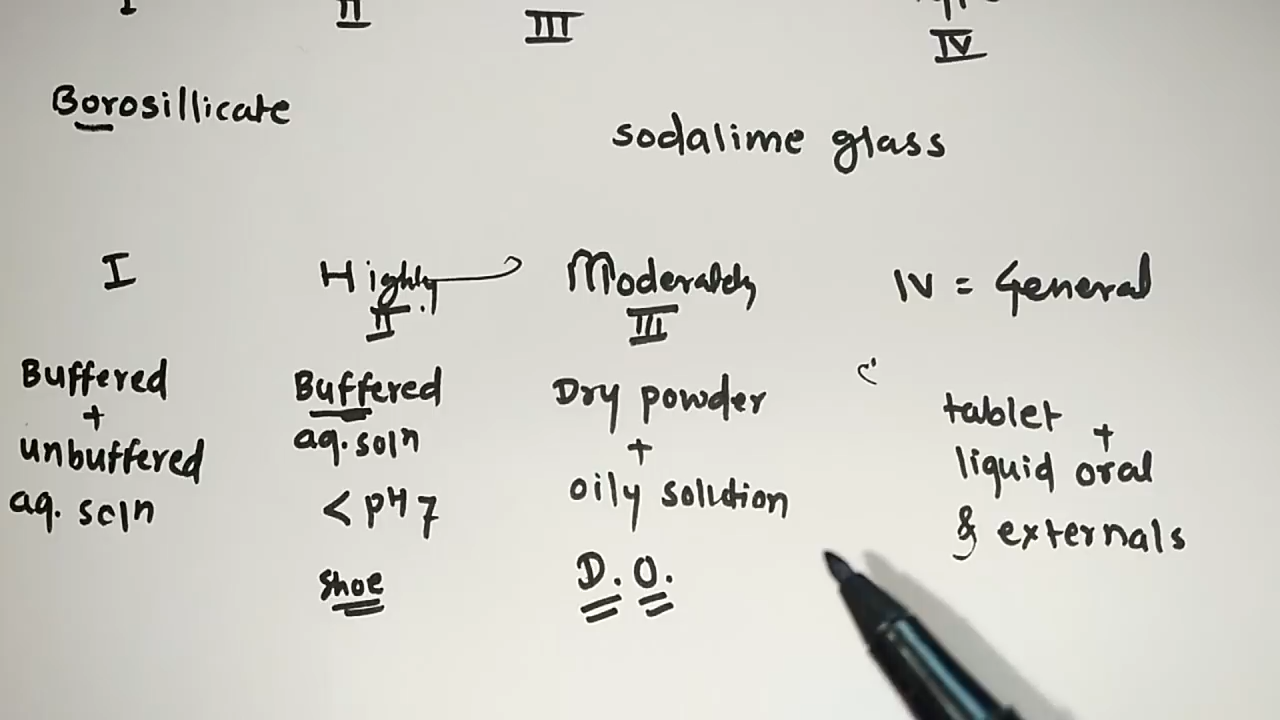 I II III IV
Borosillicate
sodalime glass
I Highly Moderately IV = General
II III
Buffered Buffered Dry powder tablet +
+ aq. soln + liquid oral
unbuffered < pH 7 oily solution & externals
aq. soln shoe D. O.